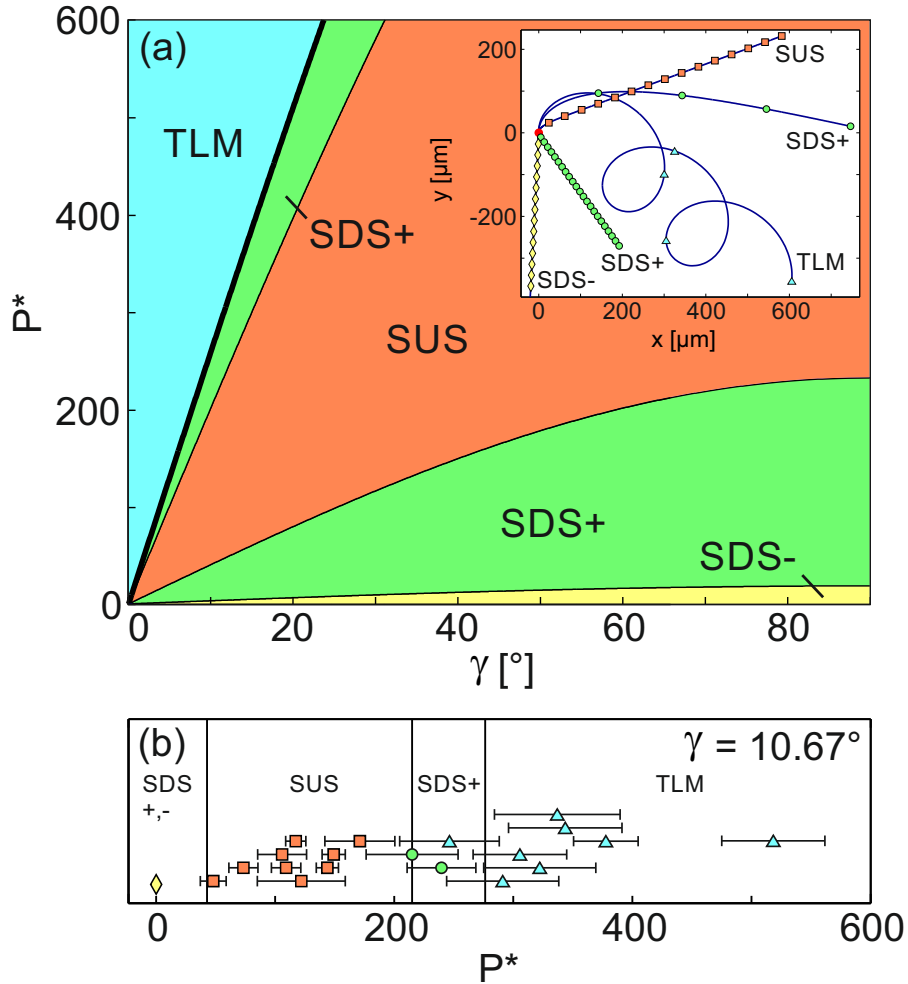 (a)
600
400
200
0
P*
TLM
SDS+
SUS
SDS+
SDS-
0
20
40
60
80
γ [°]
200
0
-200
y [µm]
SUS
SDS+
SDS+
SDS-
TLM
0
200
400
600
x [µm]
(b)
γ = 10.67°
SDS
+,-
SUS
SDS+
TLM
0
200
400
600
P*